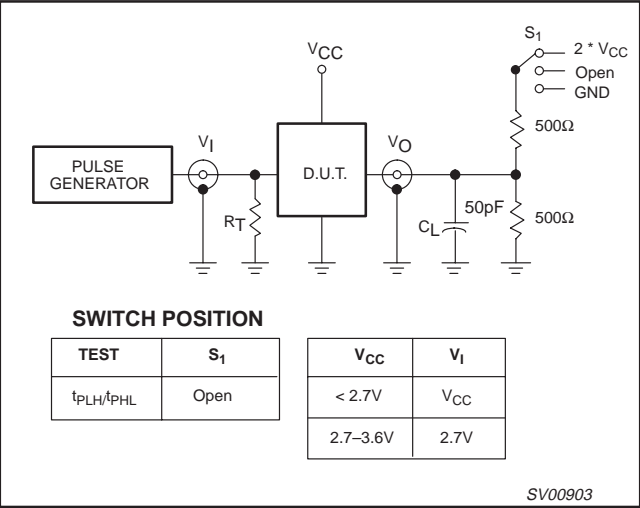 S1
2 * VCC
Open
GND
VCC
500Ω
VI
VO
PULSE
GENERATOR
D.U.T.
RT
50pF
CL
500Ω
SWITCH POSITION
TEST S1
tPLH/tPHL Open
VCC VI
< 2.7V VCC
2.7–3.6V 2.7V
SV00903